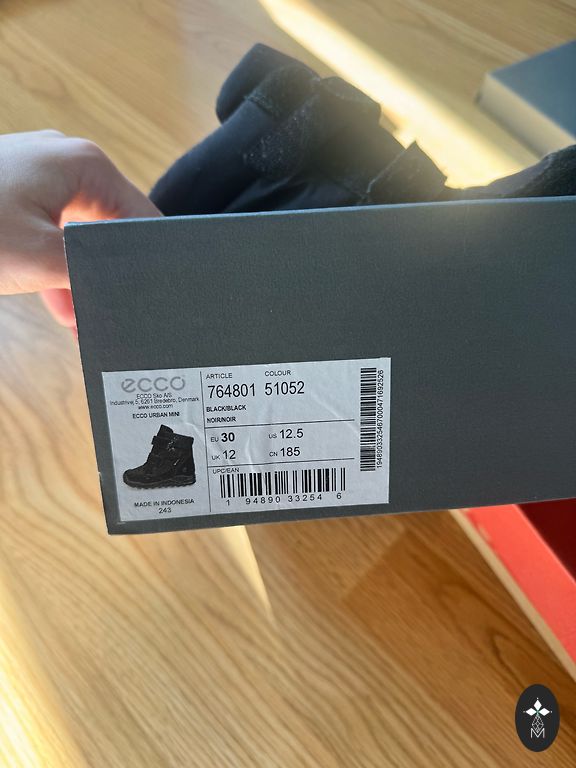 ecco
ECCO Sko A/S
Industrivej 5, 6261 Bredebro, Denmark
www.ecco.com
ECCO URBAN MINI
MADE IN INDONESIA
243
ARTICLE COLOUR
764801 51052
BLACK/BLACK
NOIR/NOIR
EU 30 US 12.5
UK 12 CN 185
UPC/EAN
1 94890 33254 6
19489033254670004716925​26
M